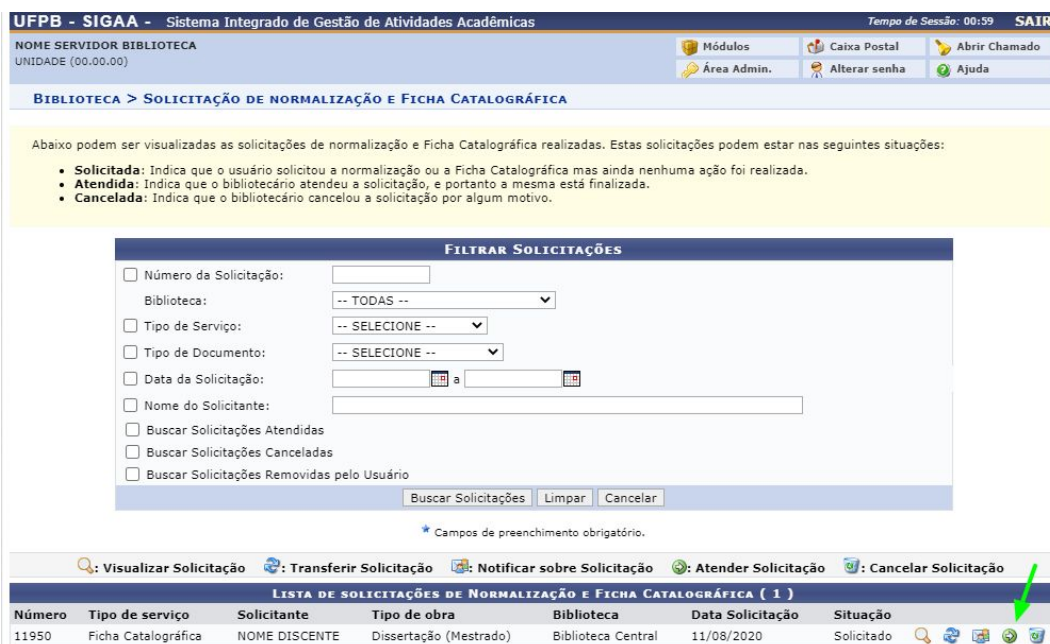 UFPB - SIGAA - Sistema Integrado de Gestão de Atividades Acadêmicas Tempo de Sessão: 00:59 SAIR
NOME SERVIDOR BIBLIOTECA Módulos Caixa Postal Abrir Chamado
UNIDADE (00.00.00) Área Admin. Alterar senha Ajuda
BIBLIOTECA > SOLICITAÇÃO DE NORMALIZAÇÃO E FICHA CATALOGRÁFICA
Abaixo podem ser visualizadas as solicitações de normalização e Ficha Catalográfica realizadas. Estas solicitações podem estar nas seguintes situações:
• Solicitada: Indica que o usuário solicitou a normalização ou a Ficha Catalográfica mas ainda nenhuma ação foi realizada.
• Atendida: Indica que o bibliotecário atendeu a solicitação, e portanto a mesma está finalizada.
• Cancelada: Indica que o bibliotecário cancelou a solicitação por algum motivo.
FILTRAR SOLICITAÇÕES
Número da Solicitação:
Biblioteca: -- TODAS --
Tipo de Serviço: -- SELECIONE --
Tipo de Documento: -- SELECIONE --
Data da Solicitação: a
Nome do Solicitante:
Buscar Solicitações Atendidas
Buscar Solicitações Canceladas
Buscar Solicitações Removidas pelo Usuário
Buscar Solicitações Limpar Cancelar
* Campos de preenchimento obrigatório.
: Visualizar Solicitação : Transferir Solicitação : Notificar sobre Solicitação : Atender Solicitação : Cancelar Solicitação
LISTA DE SOLICITAÇÕES DE NORMALIZAÇÃO E FICHA CATALOGRÁFICA ( 1 )
Número Tipo de serviço Solicitante Tipo de obra Biblioteca Data Solicitação Situação
11950 Ficha Catalográfica NOME DISCENTE Dissertação (Mestrado) Biblioteca Central 11/08/2020 Solicitado